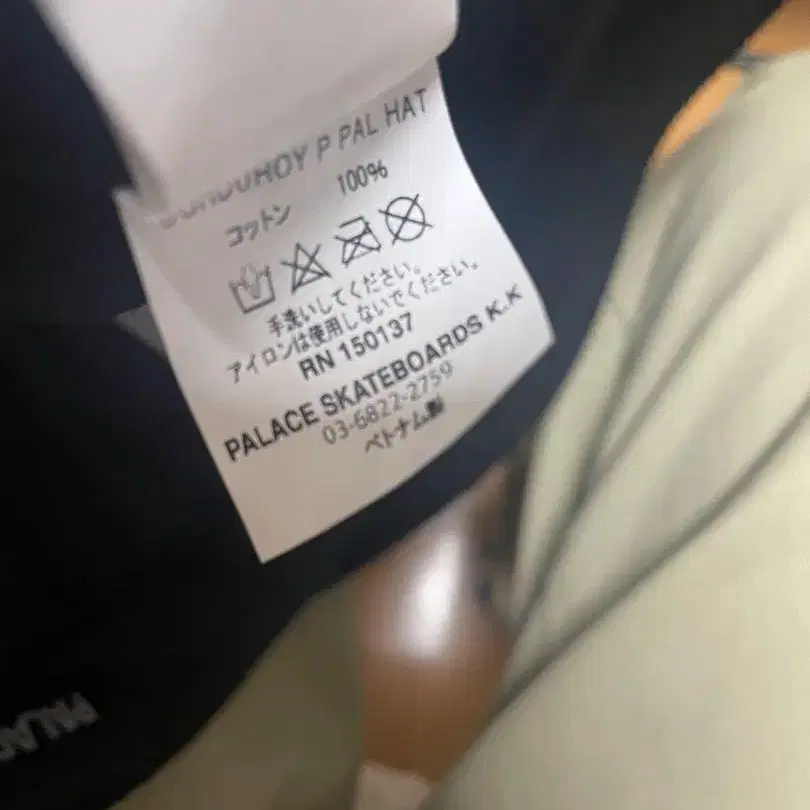 P PAL HAT
コットン 100%
手洗いしてください。
アイロンは使用しないでください。
RN 150137
PALACE SKATEBOARDS K.K
03-6822-2759
ベトナム製